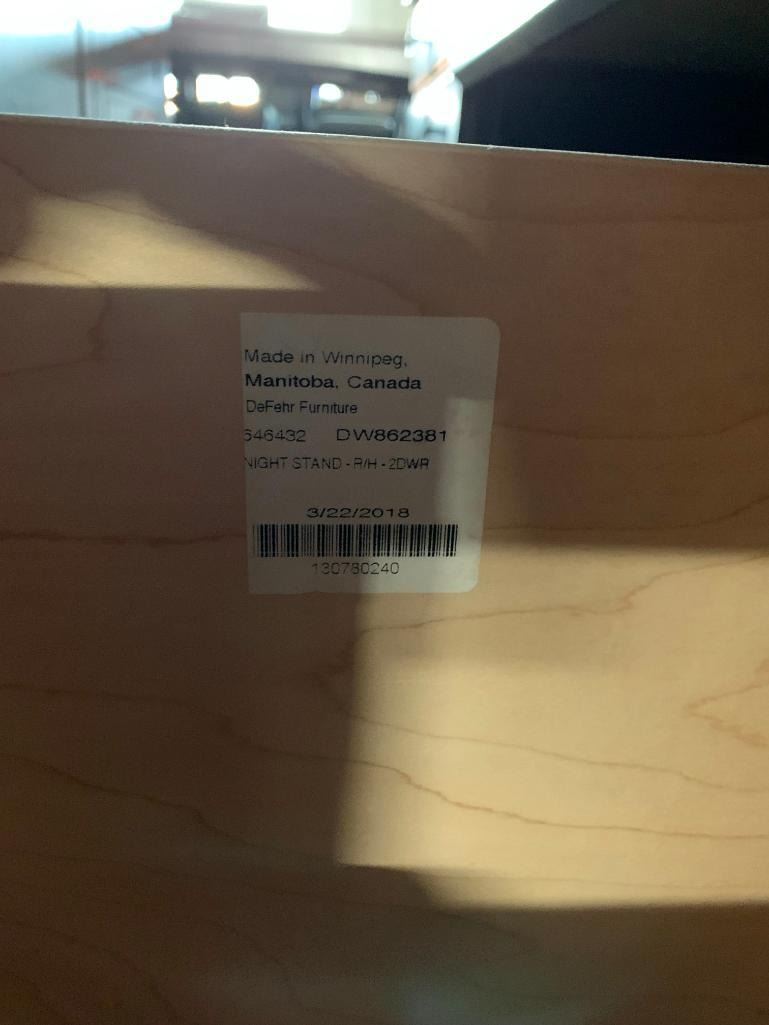 Made in Winnipeg,
Manitoba, Canada
DeFehr Furniture
646432 DW862381
NIGHT STAND - R/H - 2DWR
3/22/2018
130780240